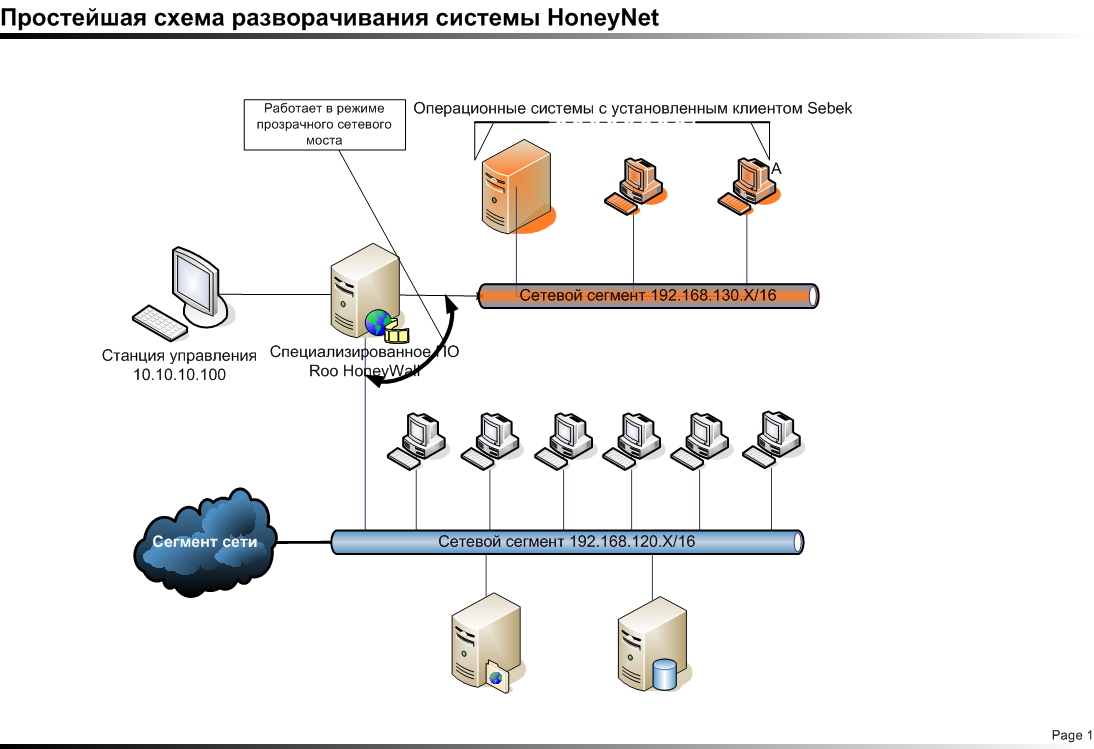 Простейшая схема разворачивания системы HoneyNet
Работает в режиме
прозрачного сетевого
моста
Операционные системы с установленным клиентом Sebek
A
Сетевой сегмент 192.168.130.X/16
Станция управления
10.10.10.100
Специализированное ПО
Roo HoneyWall
Сегмент сети
Сетевой сегмент 192.168.120.X/16
Page 1